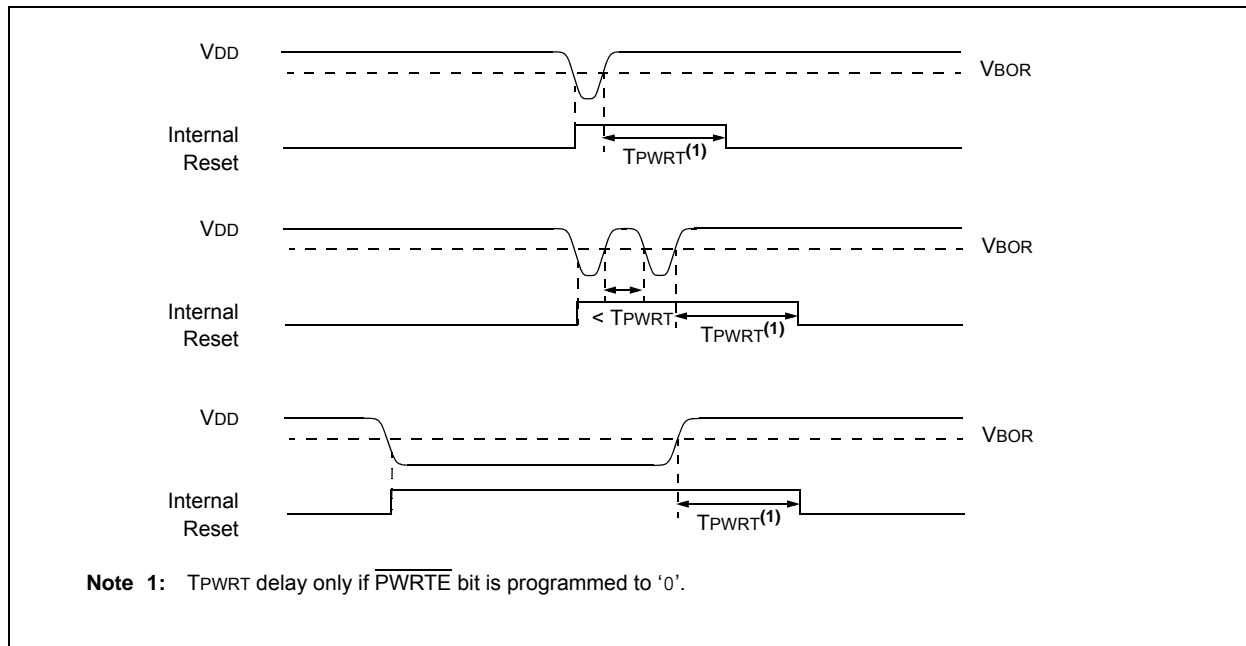 VDD
VBOR
Internal
Reset
TPWRT(1)
VDD
VBOR
Internal
Reset
< TPWRT
TPWRT(1)
VDD
VBOR
Internal
Reset
TPWRT(1)
Note 1: TPWRT delay only if PWRTE bit is programmed to ‘0’.